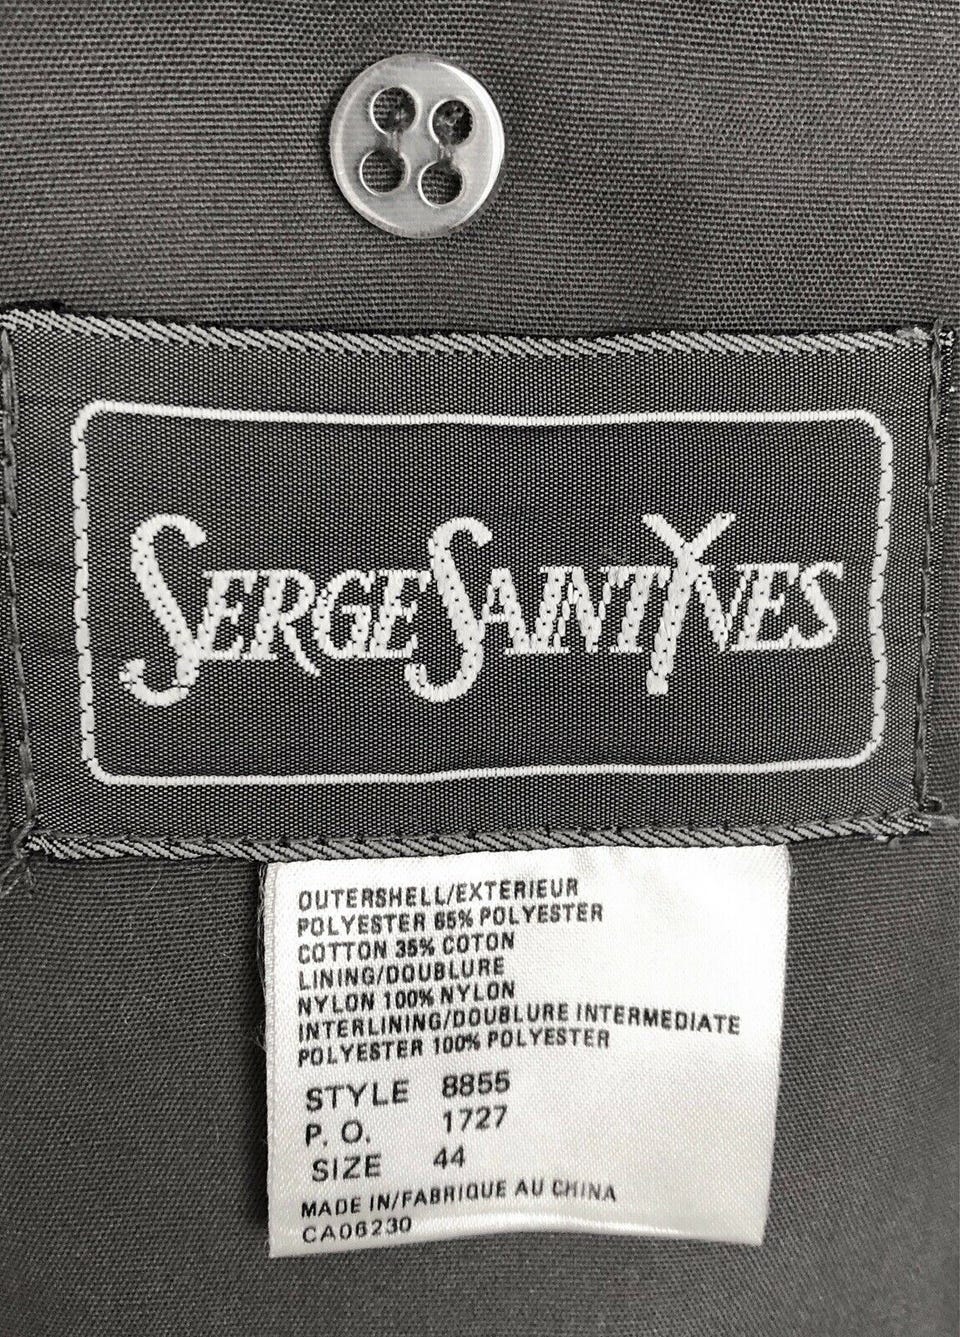 SERGE SAINT YVES
OUTERSHELL/EXTERIEUR
POLYESTER 65% POLYESTER
COTTON 35% COTON
LINING/DOUBLURE
NYLON 100% NYLON
INTERLINING/DOUBLURE INTERMEDIATE
POLYESTER 100% POLYESTER
STYLE 8855
P. O. 1727
SIZE 44
MADE IN/FABRIQUE AU CHINA
CA06230